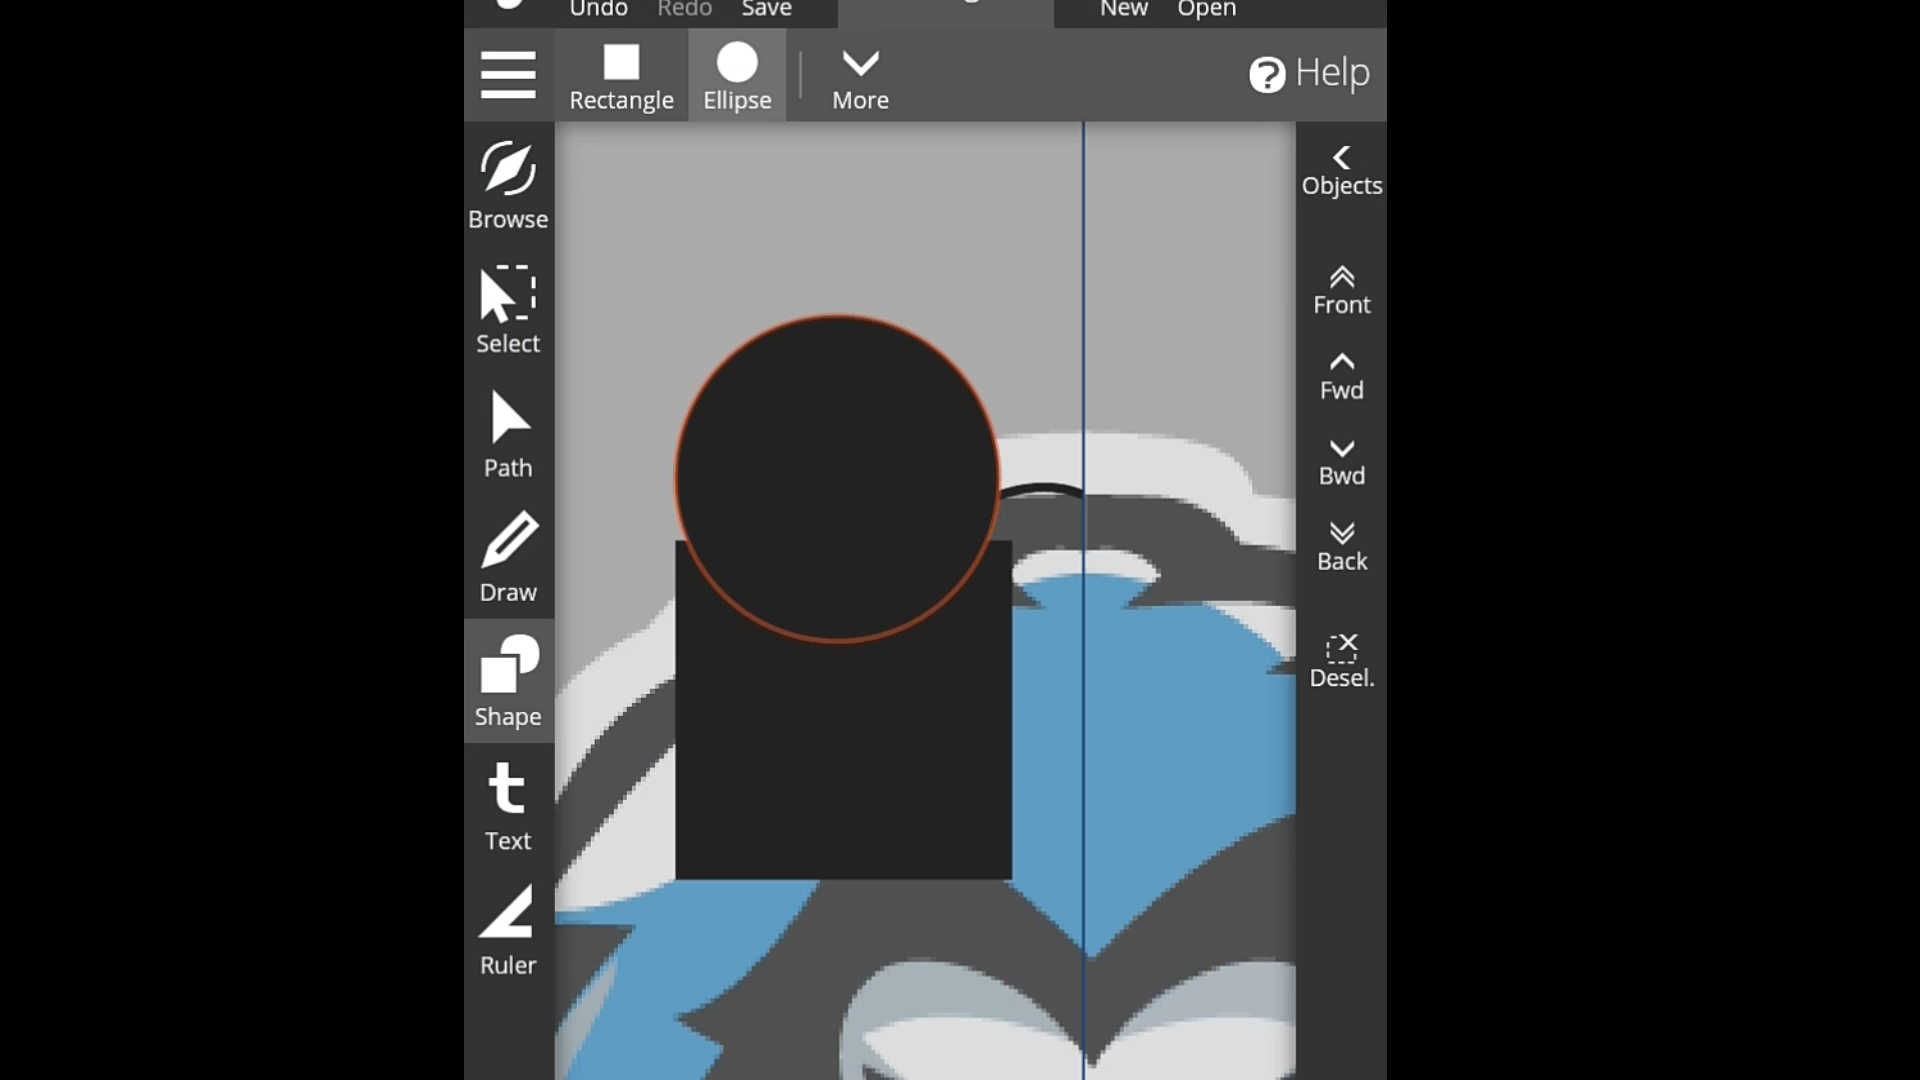 Undo Redo Save New Open
Rectangle Ellipse More Help
Browse
Select
Path
Draw
Shape
Text
Ruler
Objects
Front
Fwd
Bwd
Back
Desel.